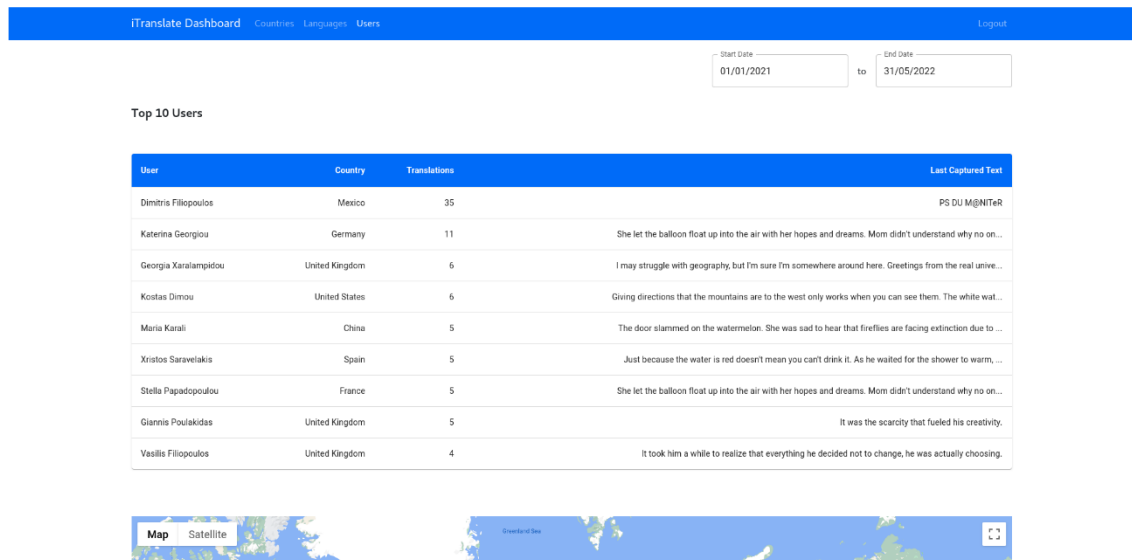 iTranslate Dashboard Countries Languages Users Logout
Start Date End Date
01/01/2021 to 31/05/2022
Top 10 Users
User Country Translations Last Captured Text
Dimitris Filiopoulos Mexico 35 PS DU M@NITeR
Katerina Georgiou Germany 11 She let the balloon float up into the air with her hopes and dreams. Mom didn't understand why no on...
Georgia Xaralampidou United Kingdom 6 I may struggle with geography, but I'm sure I'm somewhere around here. Greetings from the real unive...
Kostas Dimou United States 6 Giving directions that the mountains are to the west only works when you can see them. The white wat...
Maria Karali China 5 The door slammed on the watermelon. She was sad to hear that fireflies are facing extinction due to ...
Xristos Saravelakis Spain 5 Just because the water is red doesn't mean you can't drink it. As he waited for the shower to warm, ...
Stella Papadopoulou France 5 She let the balloon float up into the air with her hopes and dreams. Mom didn't understand why no on...
Giannis Poulakidas United Kingdom 5 It was the scarcity that fueled his creativity.
Vasilis Filiopoulos United Kingdom 4 It took him a while to realize that everything he decided not to change, he was actually choosing.
Map Satellite Greenland Sea